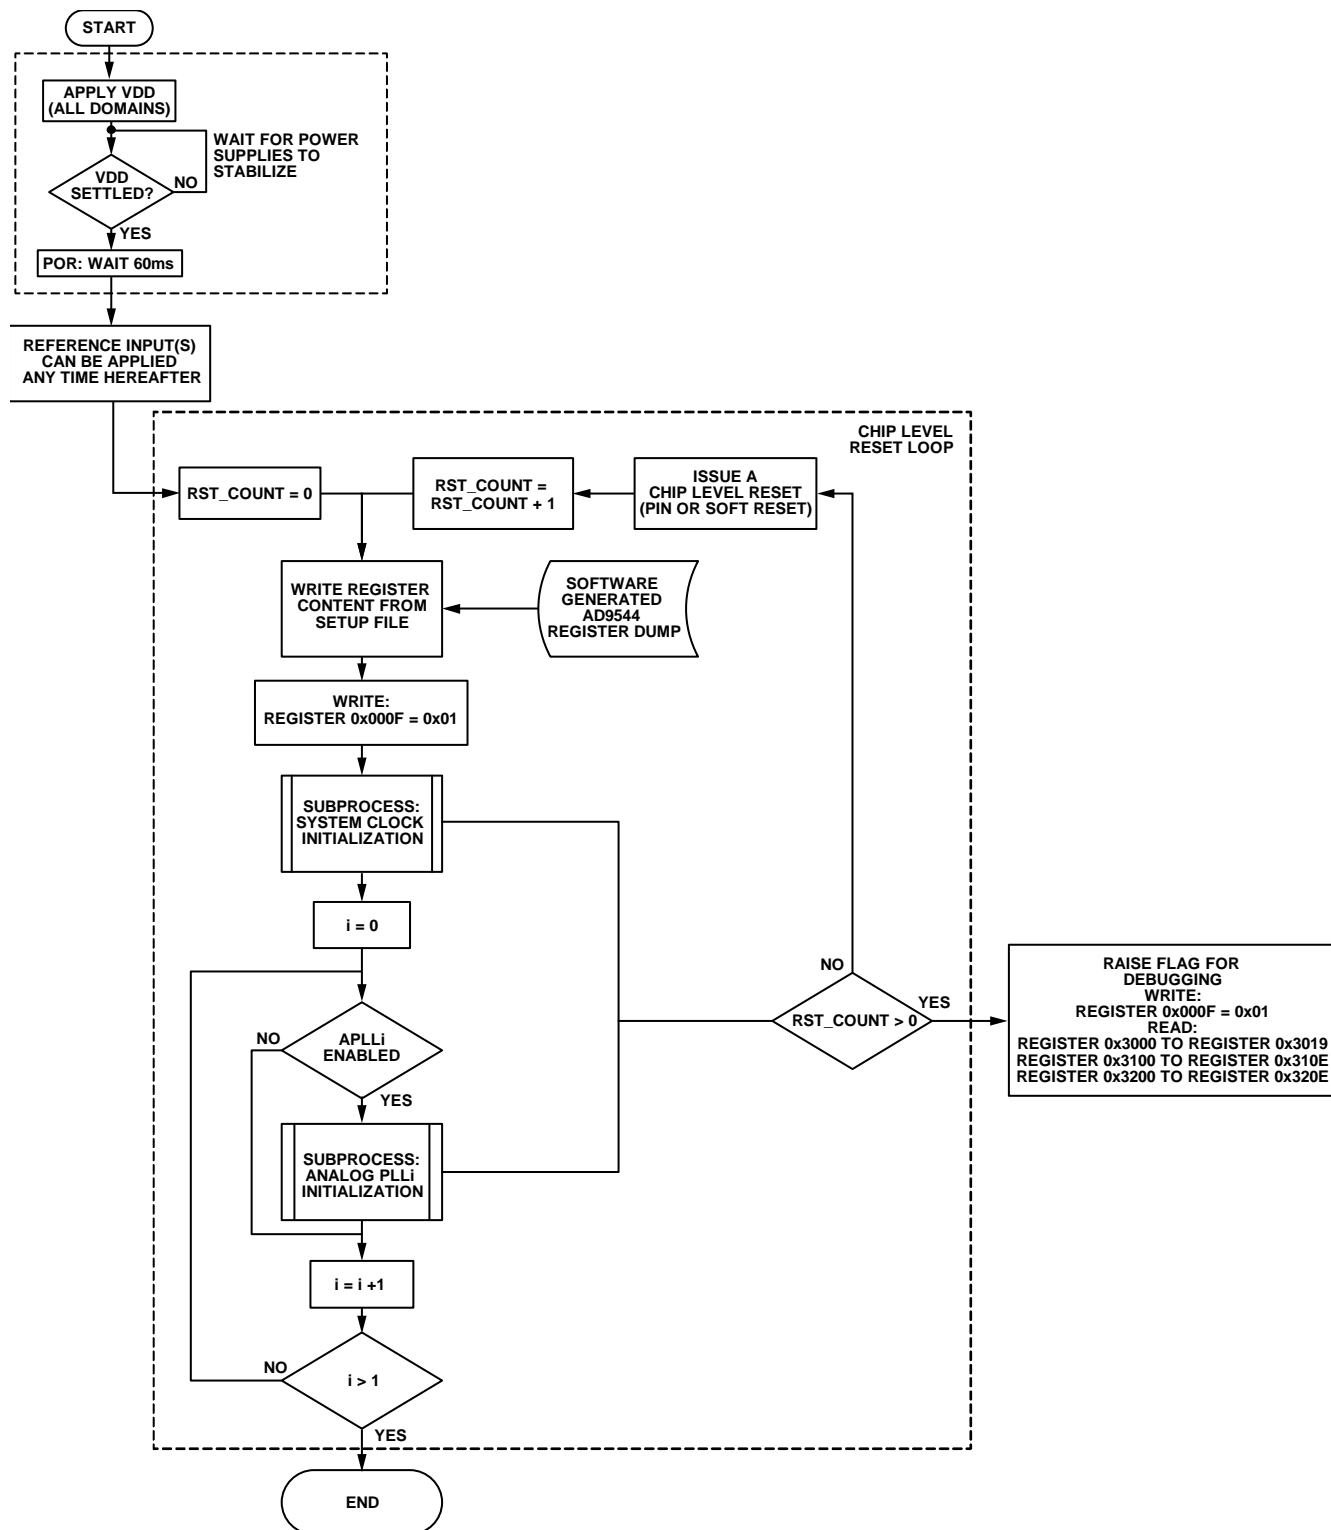 START
APPLY VDD
(ALL DOMAINS)
WAIT FOR POWER
SUPPLIES TO
STABILIZE
VDD
SETTLED?
NO
YES
POR: WAIT 60ms
REFERENCE INPUT(S)
CAN BE APPLIED
ANY TIME HEREAFTER
CHIP LEVEL
RESET LOOP
RST_COUNT = 0
RST_COUNT =
RST_COUNT + 1
ISSUE A
CHIP LEVEL RESET
(PIN OR SOFT RESET)
WRITE REGISTER
CONTENT FROM
SETUP FILE
SOFTWARE
GENERATED
AD9544
REGISTER DUMP
WRITE:
REGISTER 0x000F = 0x01
SUBPROCESS:
SYSTEM CLOCK
INITIALIZATION
i = 0
NO
APLLi
ENABLED
YES
NO
RST_COUNT > 0
YES
RAISE FLAG FOR
DEBUGGING
WRITE:
REGISTER 0x000F = 0x01
READ:
REGISTER 0x3000 TO REGISTER 0x3019
REGISTER 0x3100 TO REGISTER 0x310E
REGISTER 0x3200 TO REGISTER 0x320E
SUBPROCESS:
ANALOG PLLi
INITIALIZATION
i = i +1
NO
i > 1
YES
END